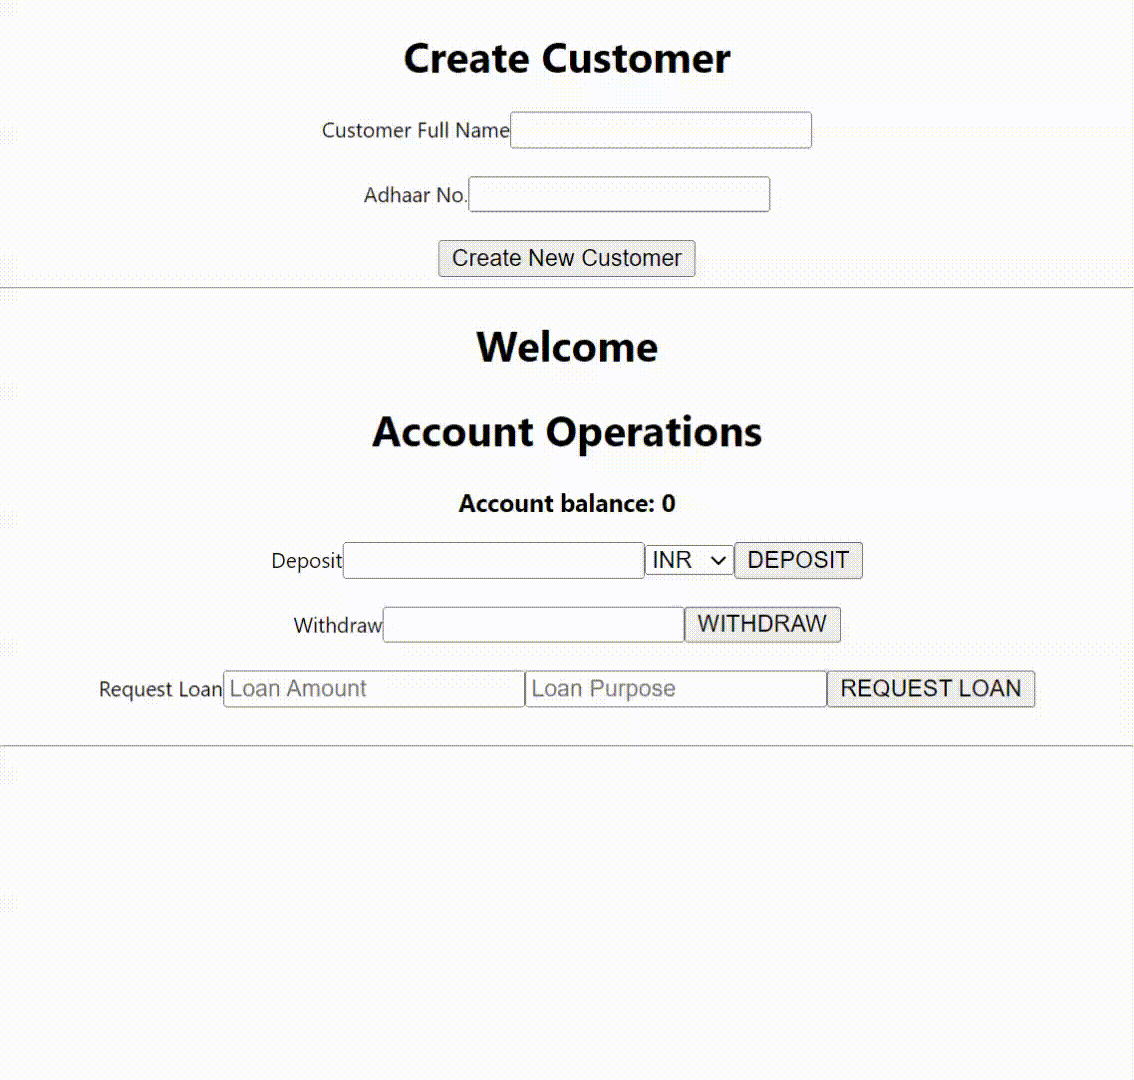 Create Customer
Customer Full Name
Adhaar No.
Create New Customer
Welcome
Account Operations
Account balance: 0
Deposit INR DEPOSIT
Withdraw WITHDRAW
Request Loan Loan Amount Loan Purpose REQUEST LOAN